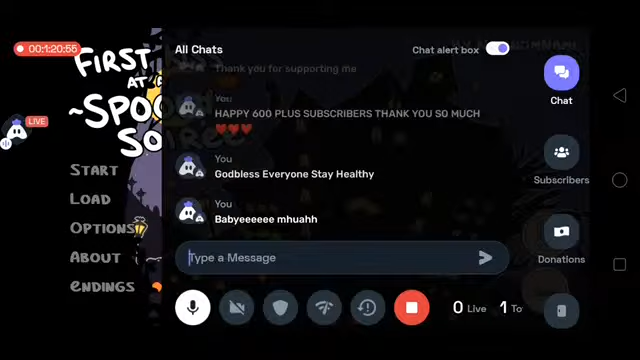 00:1:20:55
LIVE
FIRST
AT
~SPOO
SO
START
LOAD
OPTIONS
ABOUT
ENDINGS
All Chats
Chat alert box
Thank you for supporting me
You
HAPPY 600 PLUS SUBSCRIBERS THANK YOU SO MUCH
❤❤❤
You
Godbless Everyone Stay Healthy
You
Babyeeeeee mhuahh
Type a Message
0 Live
1 To
Chat
Subscribers
Donations